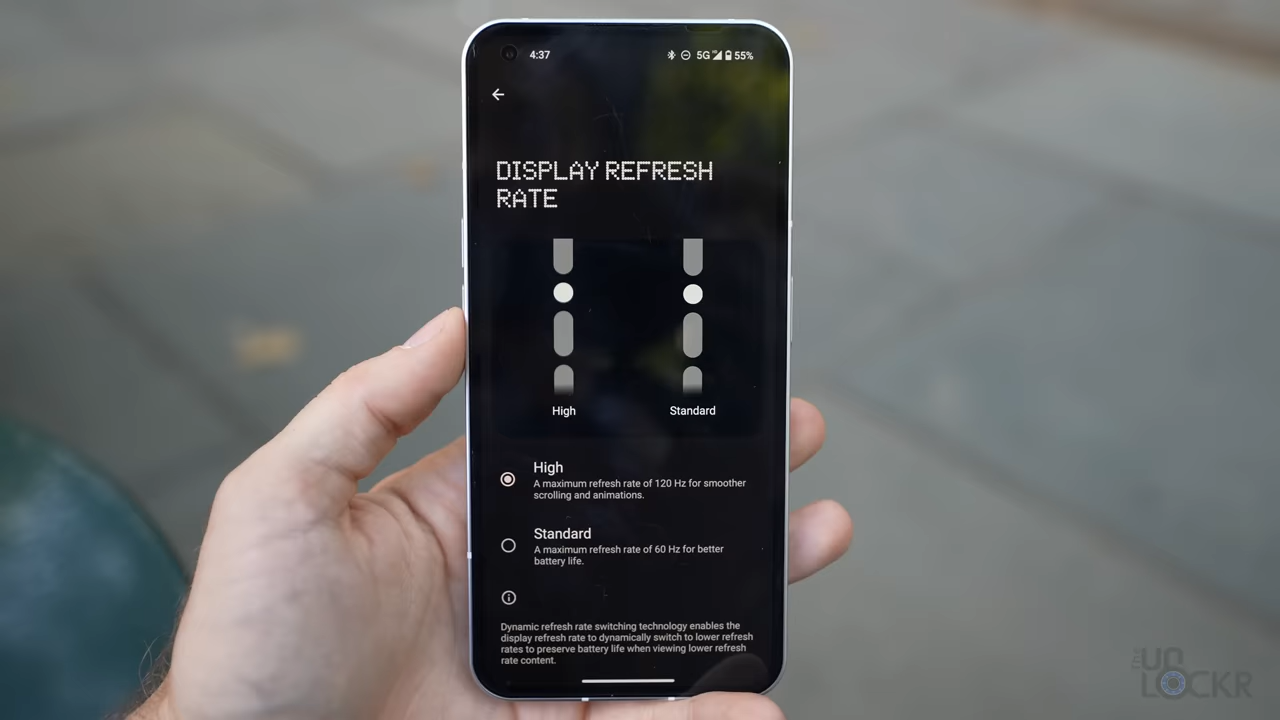 4:37
5G 55%
DISPLAY REFRESH
RATE
High Standard
High
A maximum refresh rate of 120 Hz for smoother
scrolling and animations.
Standard
A maximum refresh rate of 60 Hz for better
battery life.
Dynamic refresh rate switching technology enables the
display refresh rate to dynamically switch to lower refresh
rates to preserve battery life when viewing lower refresh
rate content.
the
UN
LOCKR